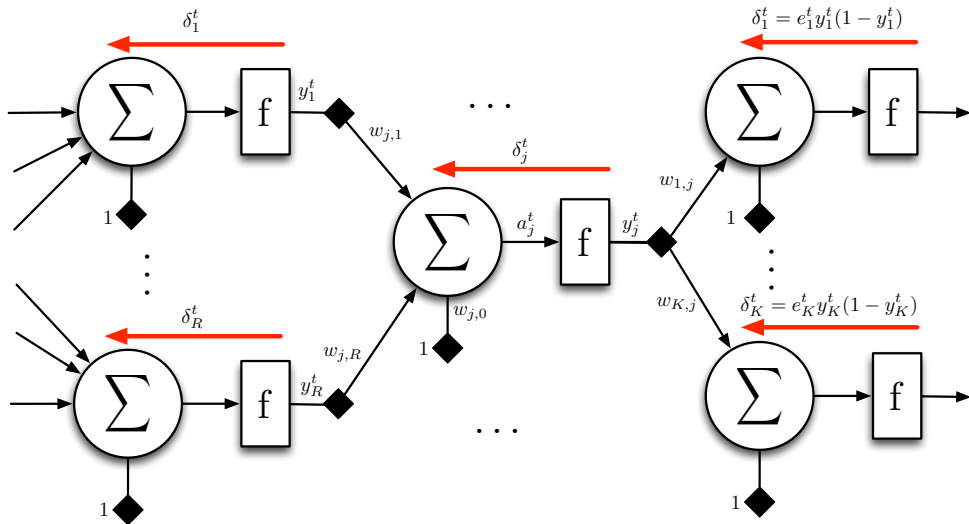 δ_1^t
δ_1^t = e_1^t y_1^t (1 − y_1^t)
∑
f
y_1^t
. . .
∑
f
w_{j,1}
δ_j^t
w_{1,j}
1
∑
a_j^t
f
y_j^t
1
. . .
. . .
w_{j,0}
w_{K,j}
δ_R^t
δ_K^t = e_K^t y_K^t (1 − y_K^t)
1
w_{j,R}
∑
f
y_R^t
∑
f
. . .
1
1